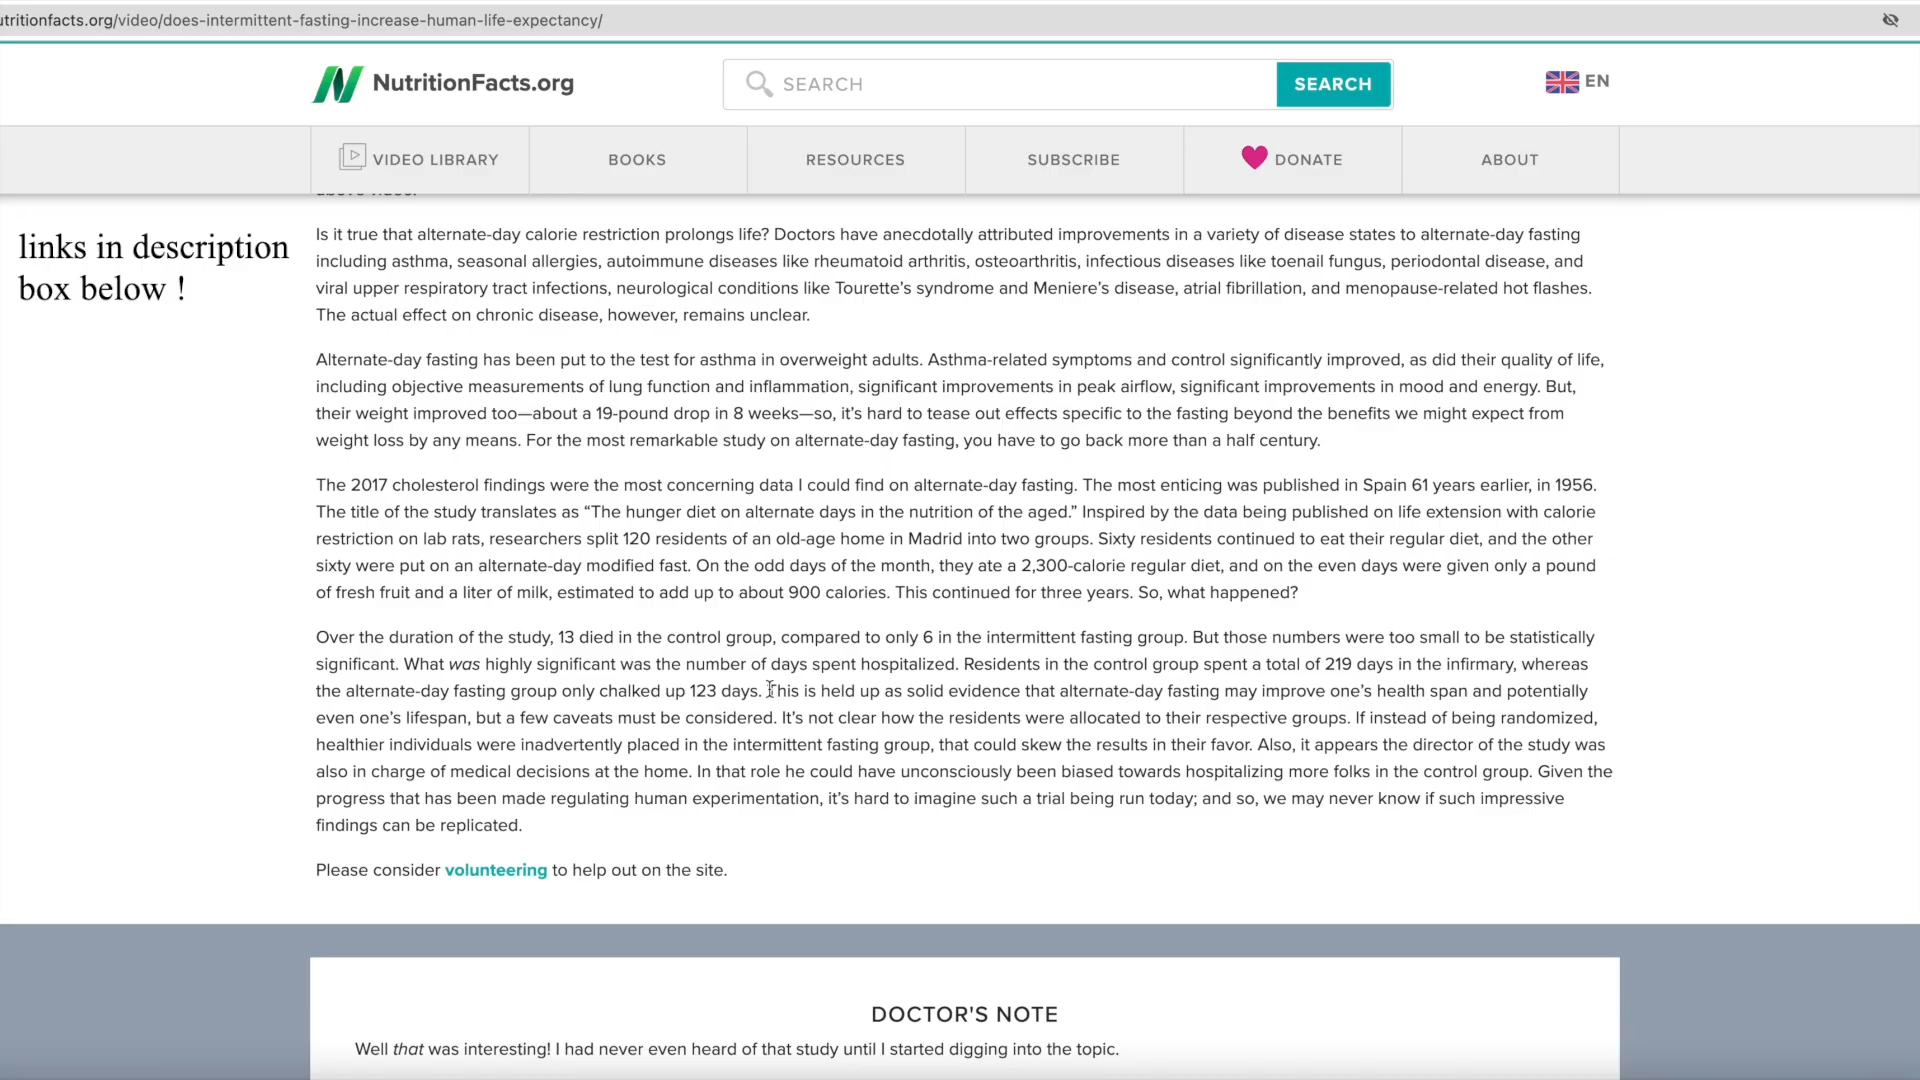 utritionfacts.org/video/does-intermittent-fasting-increase-human-life-expectancy/
NutritionFacts.org
SEARCH
SEARCH
EN
VIDEO LIBRARY
BOOKS
RESOURCES
SUBSCRIBE
DONATE
ABOUT
above video.
links in description
box below !
Is it true that alternate-day calorie restriction prolongs life? Doctors have anecdotally attributed improvements in a variety of disease states to alternate-day fasting
including asthma, seasonal allergies, autoimmune diseases like rheumatoid arthritis, osteoarthritis, infectious diseases like toenail fungus, periodontal disease, and
viral upper respiratory tract infections, neurological conditions like Tourette’s syndrome and Meniere’s disease, atrial fibrillation, and menopause-related hot flashes.
The actual effect on chronic disease, however, remains unclear.
Alternate-day fasting has been put to the test for asthma in overweight adults. Asthma-related symptoms and control significantly improved, as did their quality of life,
including objective measurements of lung function and inflammation, significant improvements in peak airflow, significant improvements in mood and energy. But,
their weight improved too—about a 19-pound drop in 8 weeks—so, it’s hard to tease out effects specific to the fasting beyond the benefits we might expect from
weight loss by any means. For the most remarkable study on alternate-day fasting, you have to go back more than a half century.
The 2017 cholesterol findings were the most concerning data I could find on alternate-day fasting. The most enticing was published in Spain 61 years earlier, in 1956.
The title of the study translates as “The hunger diet on alternate days in the nutrition of the aged.” Inspired by the data being published on life extension with calorie
restriction on lab rats, researchers split 120 residents of an old-age home in Madrid into two groups. Sixty residents continued to eat their regular diet, and the other
sixty were put on an alternate-day modified fast. On the odd days of the month, they ate a 2,300-calorie regular diet, and on the even days were given only a pound
of fresh fruit and a liter of milk, estimated to add up to about 900 calories. This continued for three years. So, what happened?
Over the duration of the study, 13 died in the control group, compared to only 6 in the intermittent fasting group. But those numbers were too small to be statistically
significant. What was highly significant was the number of days spent hospitalized. Residents in the control group spent a total of 219 days in the infirmary, whereas
the alternate-day fasting group only chalked up 123 days. This is held up as solid evidence that alternate-day fasting may improve one’s health span and potentially
even one’s lifespan, but a few caveats must be considered. It’s not clear how the residents were allocated to their respective groups. If instead of being randomized,
healthier individuals were inadvertently placed in the intermittent fasting group, that could skew the results in their favor. Also, it appears the director of the study was
also in charge of medical decisions at the home. In that role he could have unconsciously been biased towards hospitalizing more folks in the control group. Given the
progress that has been made regulating human experimentation, it’s hard to imagine such a trial being run today; and so, we may never know if such impressive
findings can be replicated.
Please consider volunteering to help out on the site.
DOCTOR'S NOTE
Well that was interesting! I had never even heard of that study until I started digging into the topic.